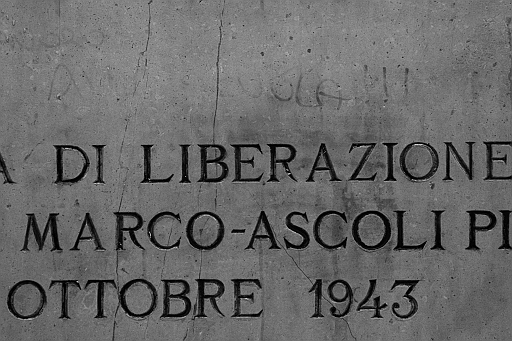 A DI LIBERAZIONE
MARCO-ASCOLI PI
OTTOBRE 1943